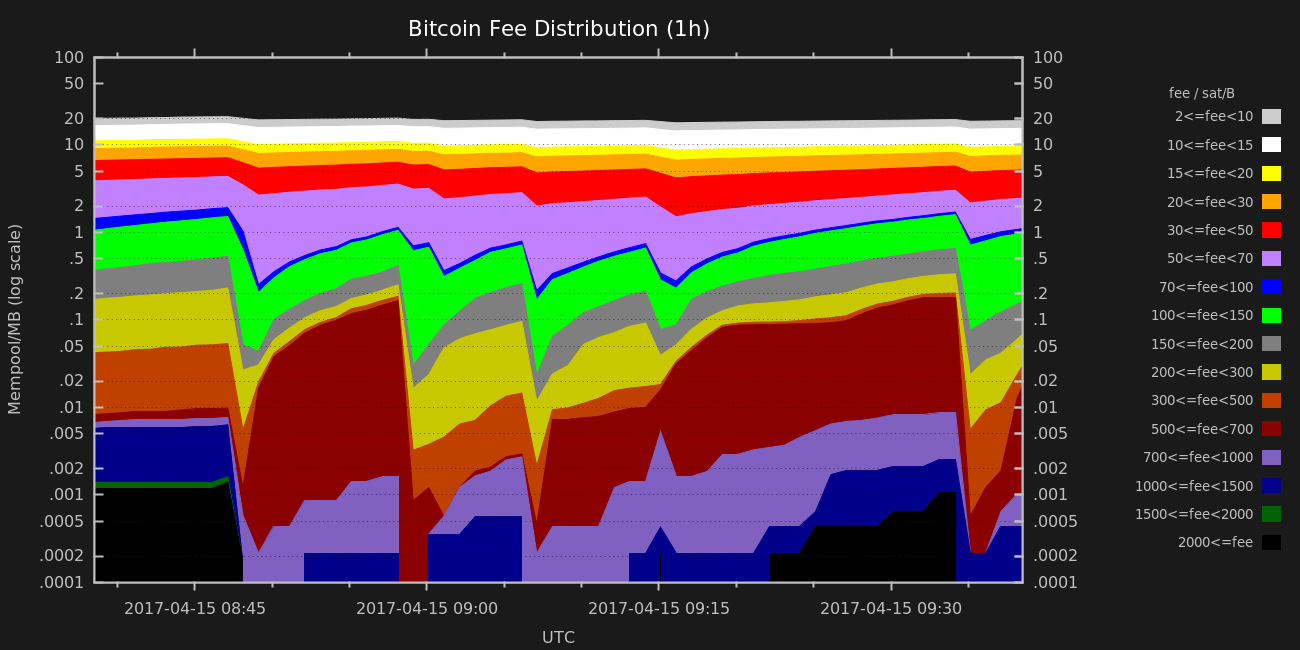 Bitcoin Fee Distribution (1h)
100 100
50 50
20 20
10 10
5 5
2 2
1 1
.5 .5
.2 .2
.1 .1
.05 .05
.02 .02
.01 .01
.005 .005
.002 .002
.001 .001
.0005 .0005
.0002 .0002
.0001 .0001
Mempool/MB (log scale)
2017-04-15 08:45 2017-04-15 09:00 2017-04-15 09:15 2017-04-15 09:30
UTC
fee / sat/B
2<=fee<10
10<=fee<15
15<=fee<20
20<=fee<30
30<=fee<50
50<=fee<70
70<=fee<100
100<=fee<150
150<=fee<200
200<=fee<300
300<=fee<500
500<=fee<700
700<=fee<1000
1000<=fee<1500
1500<=fee<2000
2000<=fee